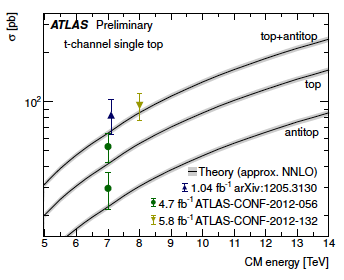 σ [pb]
ATLAS Preliminary
t-channel single top
top+antitop
top
antitop
10²
Theory (approx. NNLO)
1.04 fb⁻¹ arXiv:1205.3130
4.7 fb⁻¹ ATLAS-CONF-2012-056
5.8 fb⁻¹ ATLAS-CONF-2012-132
5 6 7 8 9 10 11 12 13 14
CM energy [TeV]